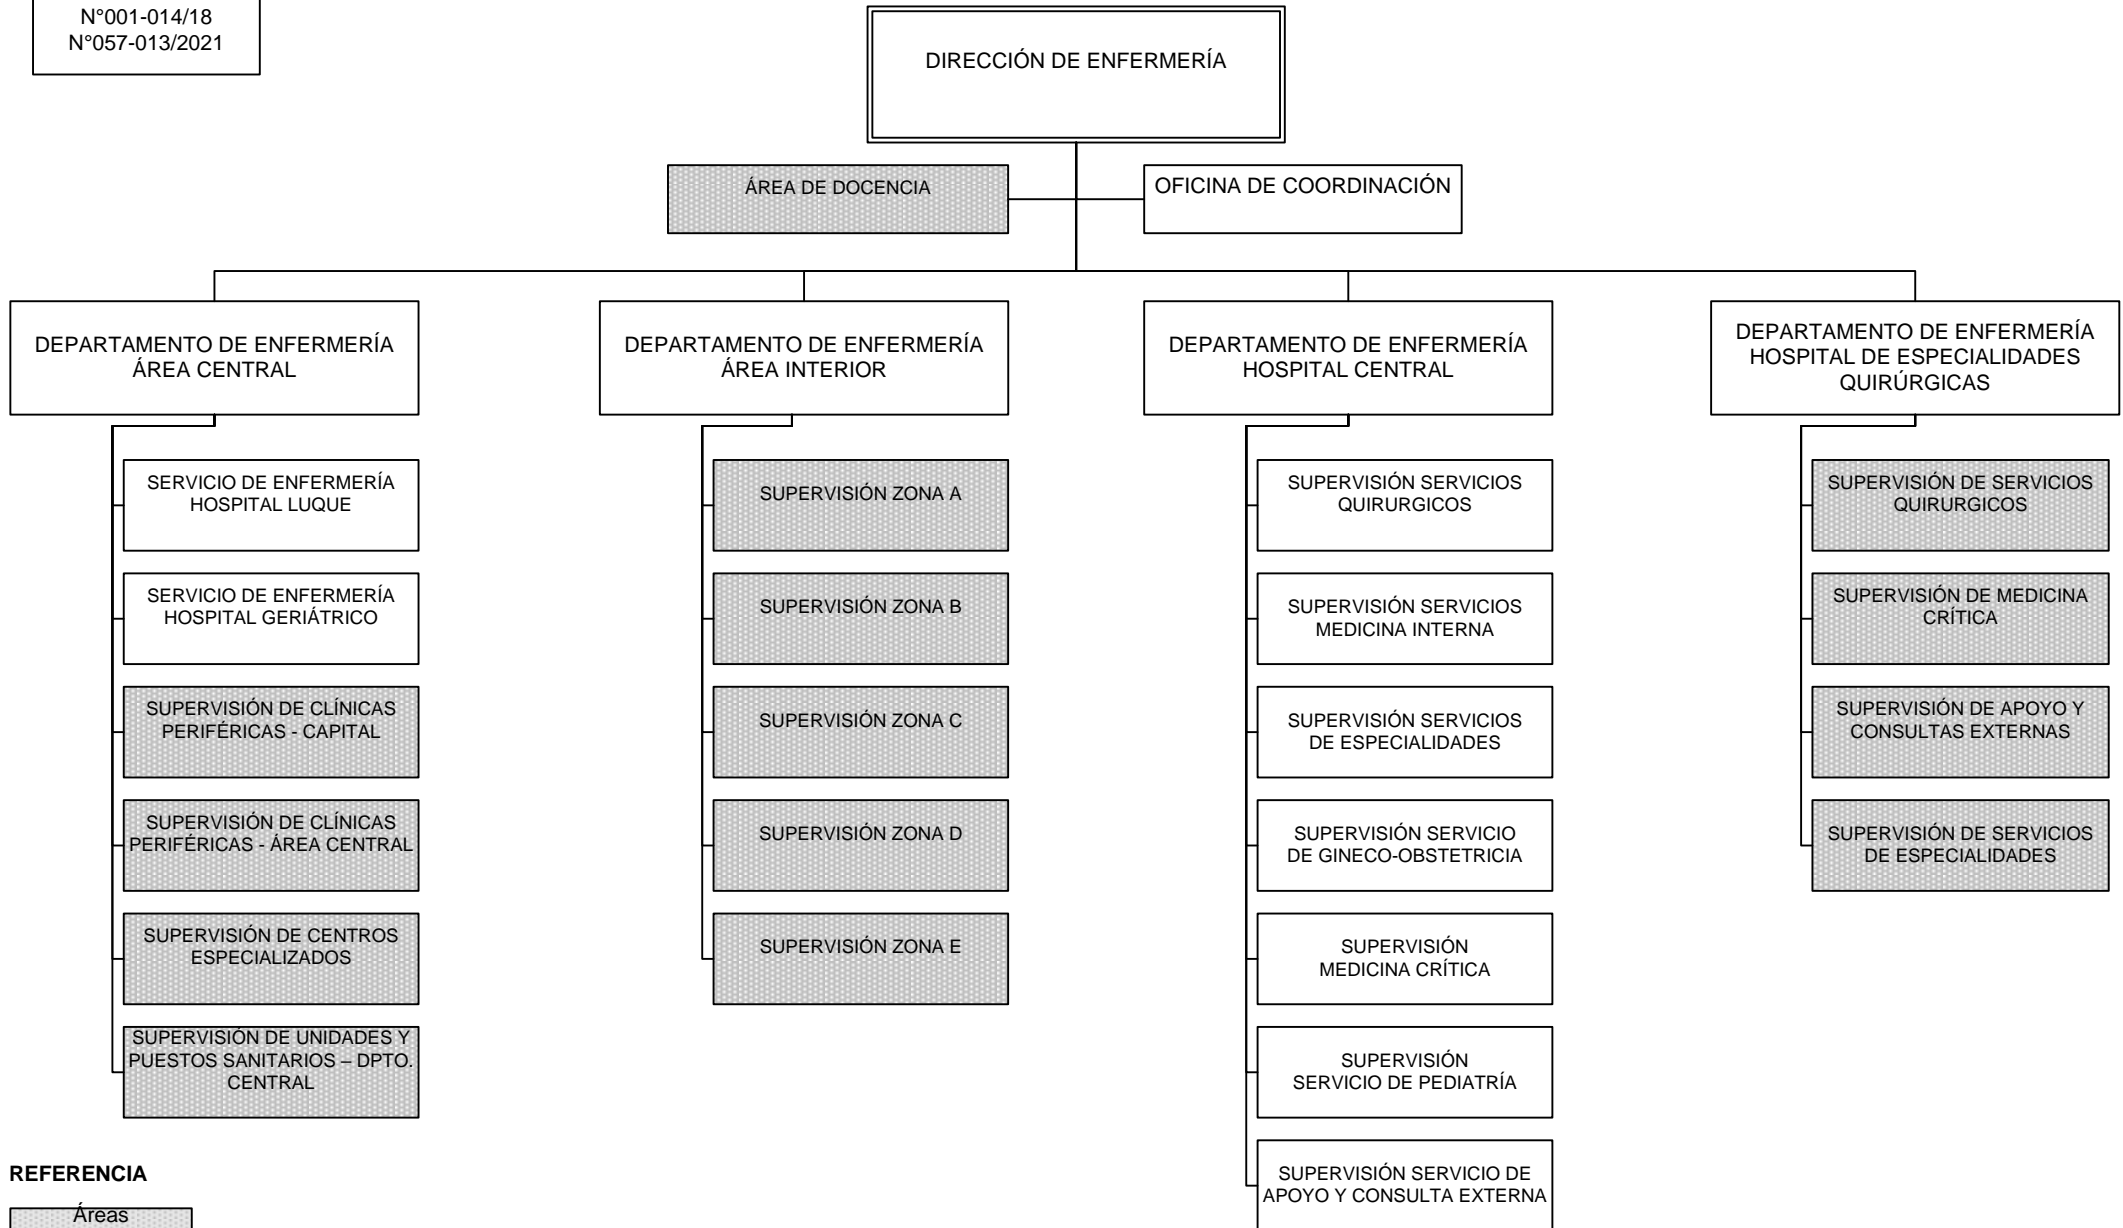 N°001-014/18
N°057-013/2021
DIRECCIÓN DE ENFERMERÍA
ÁREA DE DOCENCIA
OFICINA DE COORDINACIÓN
DEPARTAMENTO DE ENFERMERÍA
ÁREA CENTRAL
DEPARTAMENTO DE ENFERMERÍA
ÁREA INTERIOR
DEPARTAMENTO DE ENFERMERÍA
HOSPITAL CENTRAL
DEPARTAMENTO DE ENFERMERÍA
HOSPITAL DE ESPECIALIDADES
QUIRÚRGICAS
SERVICIO DE ENFERMERÍA
HOSPITAL LUQUE
SERVICIO DE ENFERMERÍA
HOSPITAL GERIÁTRICO
SUPERVISIÓN DE CLÍNICAS
PERIFÉRICAS - CAPITAL
SUPERVISIÓN DE CLÍNICAS
PERIFÉRICAS - ÁREA CENTRAL
SUPERVISIÓN DE CENTROS
ESPECIALIZADOS
SUPERVISIÓN DE UNIDADES Y
PUESTOS SANITARIOS – DPTO.
CENTRAL
SUPERVISIÓN ZONA A
SUPERVISIÓN ZONA B
SUPERVISIÓN ZONA C
SUPERVISIÓN ZONA D
SUPERVISIÓN ZONA E
SUPERVISIÓN SERVICIOS
QUIRURGICOS
SUPERVISIÓN SERVICIOS
MEDICINA INTERNA
SUPERVISIÓN SERVICIOS
DE ESPECIALIDADES
SUPERVISIÓN SERVICIO
DE GINECO-OBSTETRICIA
SUPERVISIÓN
MEDICINA CRÍTICA
SUPERVISIÓN
SERVICIO DE PEDIATRÍA
SUPERVISIÓN SERVICIO DE
APOYO Y CONSULTA EXTERNA
SUPERVISIÓN DE SERVICIOS
QUIRURGICOS
SUPERVISIÓN DE MEDICINA
CRÍTICA
SUPERVISIÓN DE APOYO Y
CONSULTAS EXTERNAS
SUPERVISIÓN DE SERVICIOS
DE ESPECIALIDADES
REFERENCIA
Áreas